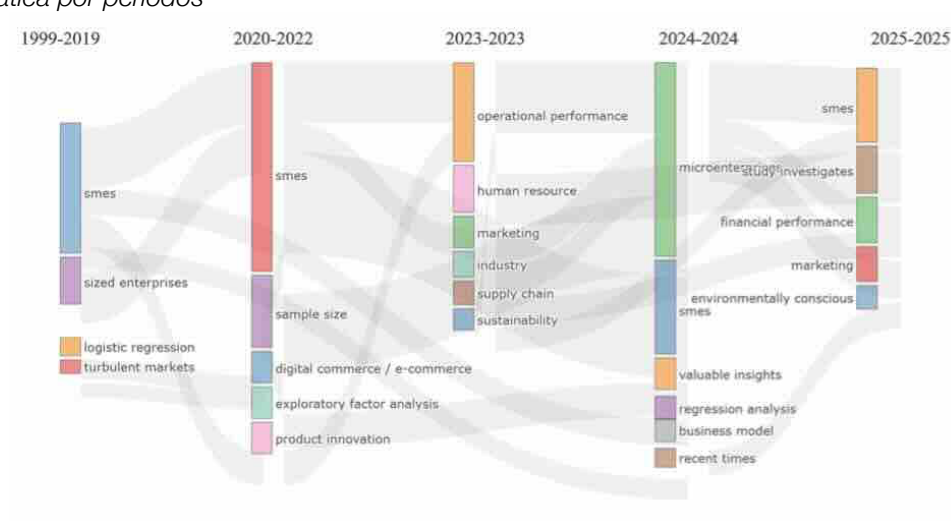 por periodos
1999-2019
2020-2022
2023-2023
2024-2024
2025-2025
smes
sized enterprises
logistic regression
turbulent markets
smes
sample size
digital commerce / e-commerce
exploratory factor analysis
product innovation
operational performance
human resource
marketing
industry
supply chain
sustainability
microenterprises
smes
valuable insights
regression analysis
business model
recent times
smes
study investigates
financial performance
marketing
environmentally conscious